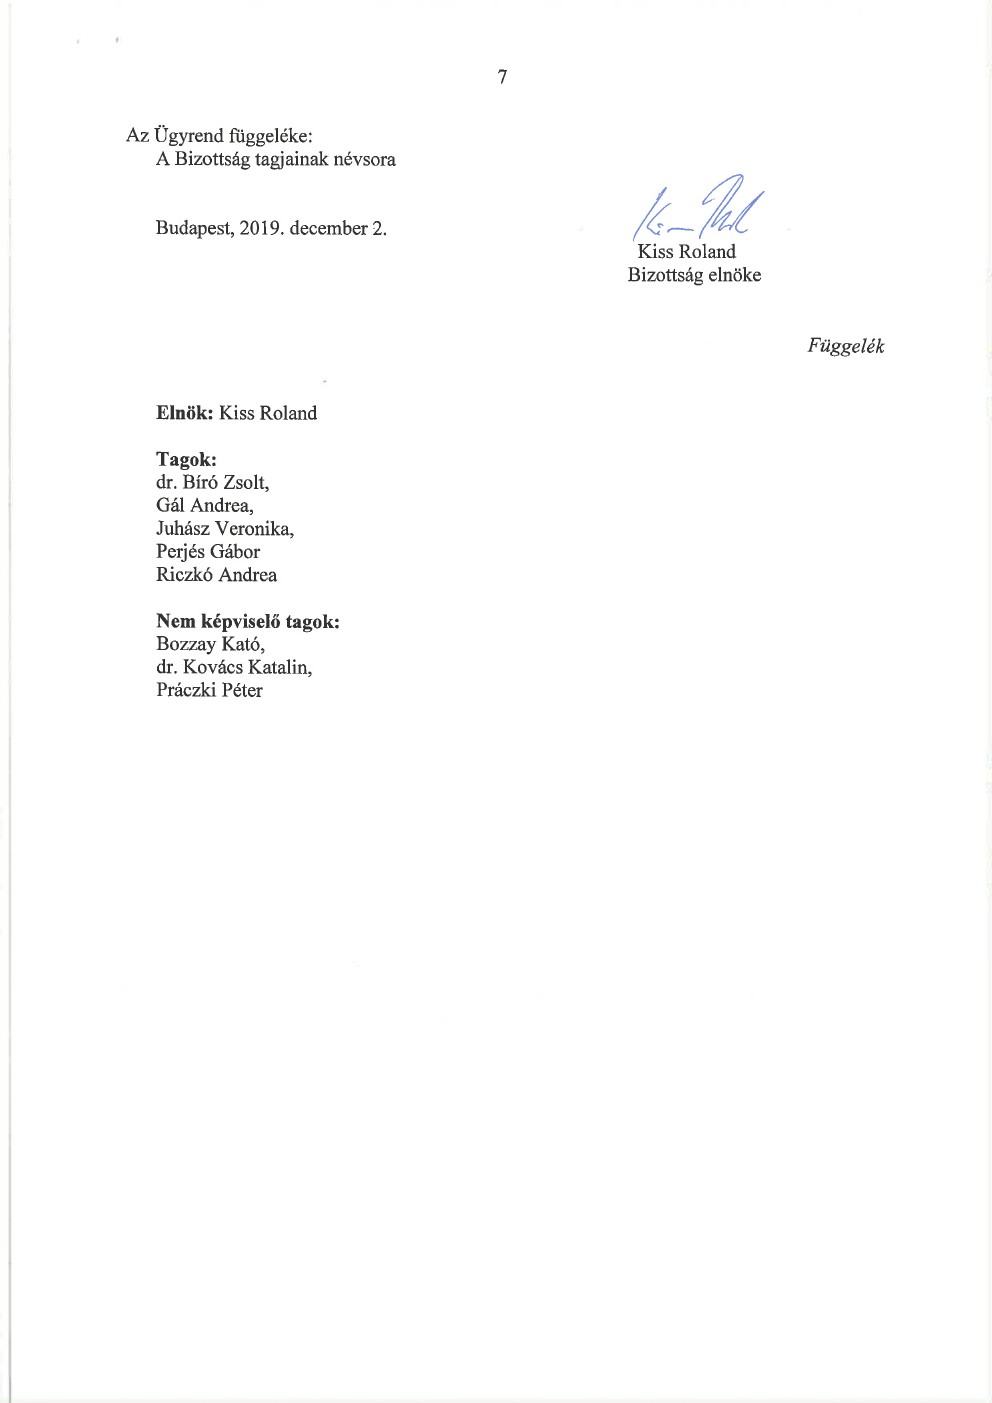 7
Az Ügyrend függeléke:
A Bizottság tagjainak névsora
Budapest, 2019. december 2.
Kiss Roland
Bizottság elnöke
Függelék
Elnök: Kiss Roland
Tagok:
dr. Bíró Zsolt,
Gál Andrea,
Juhász Veronika,
Perjés Gábor
Riczkó Andrea
Nem képviselő tagok:
Bozzay Kató,
dr. Kovács Katalin,
Práczki Péter